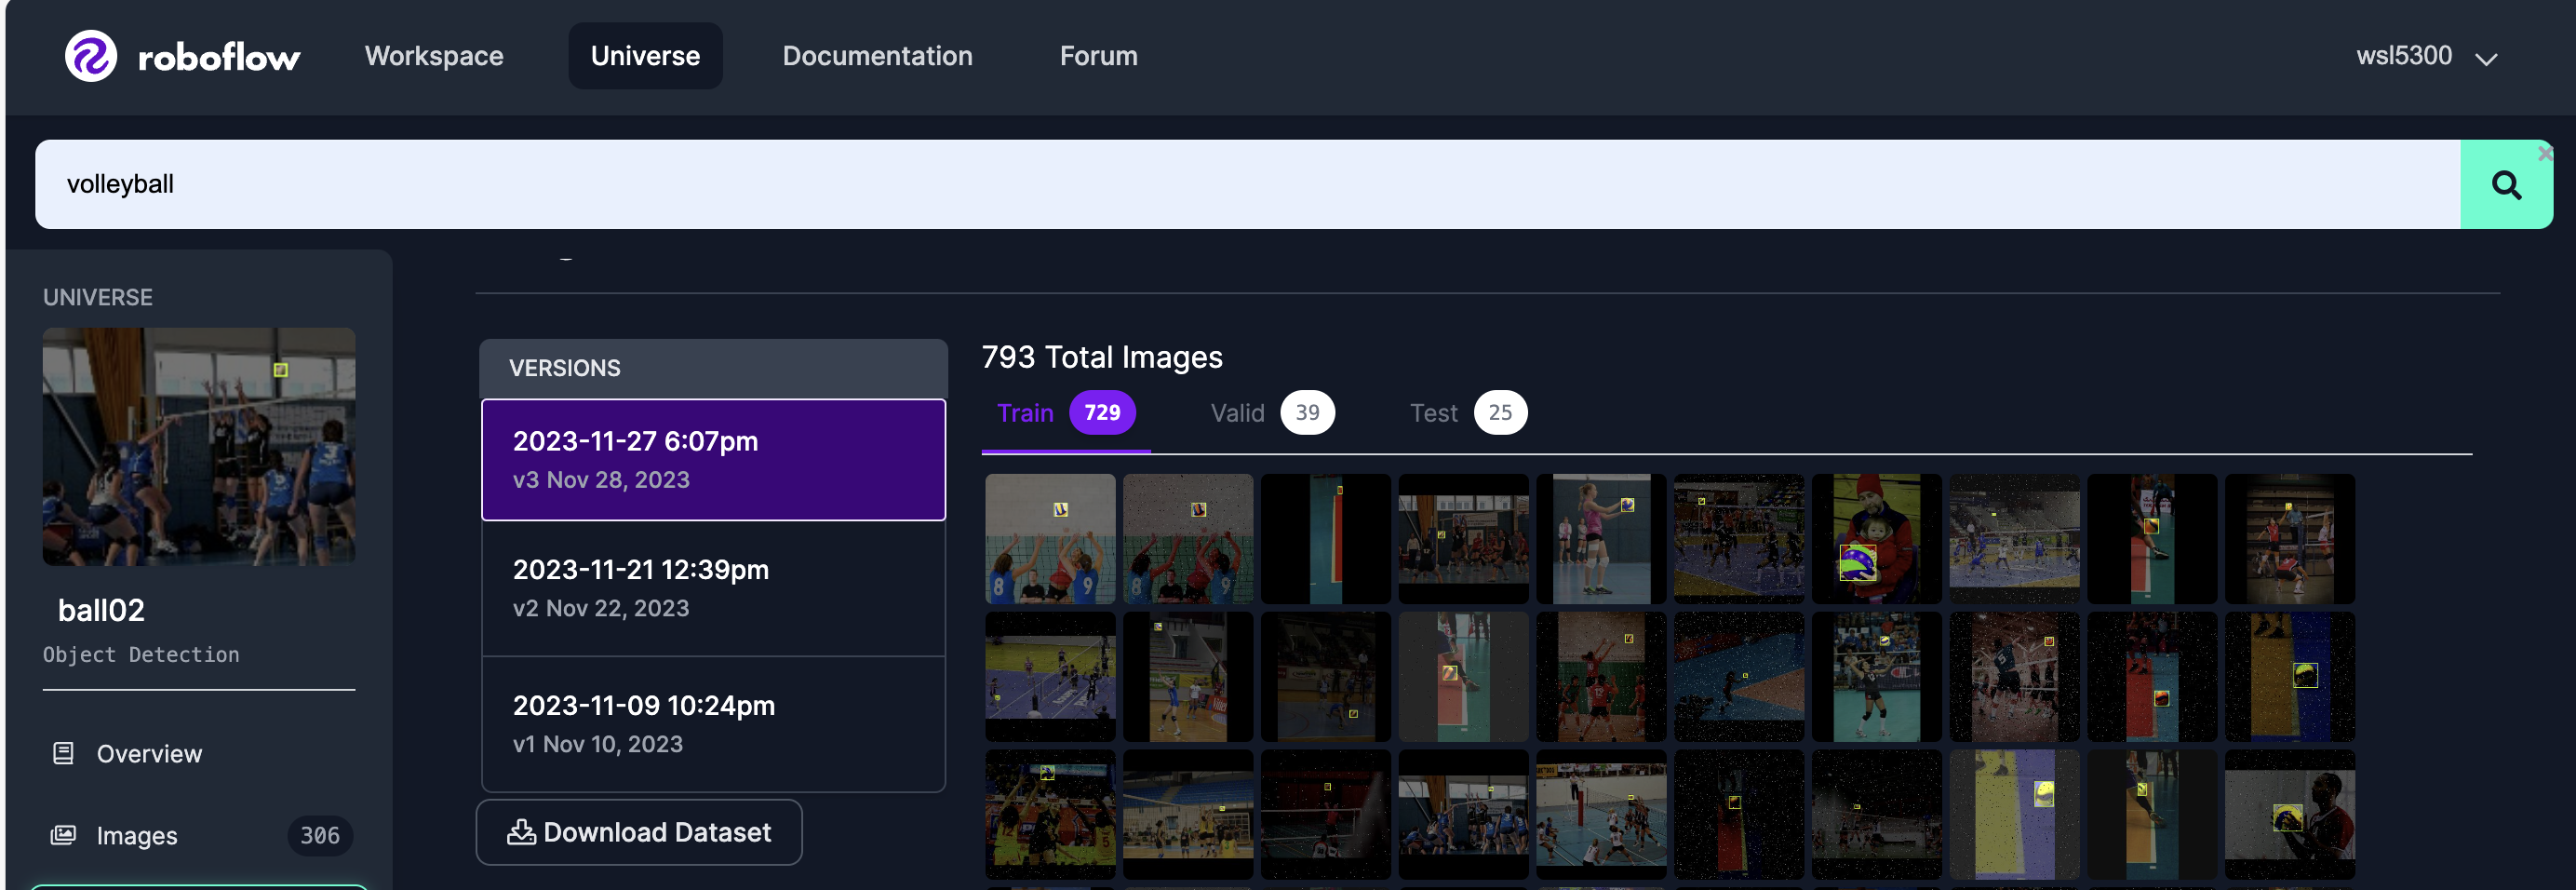 roboflow Workspace Universe Documentation Forum wsl5300
volleyball
UNIVERSE
ball02
Object Detection
Overview
Images 306
VERSIONS
2023-11-27 6:07pm
v3 Nov 28, 2023
2023-11-21 12:39pm
v2 Nov 22, 2023
2023-11-09 10:24pm
v1 Nov 10, 2023
Download Dataset
793 Total Images
Train 729 Valid 39 Test 25